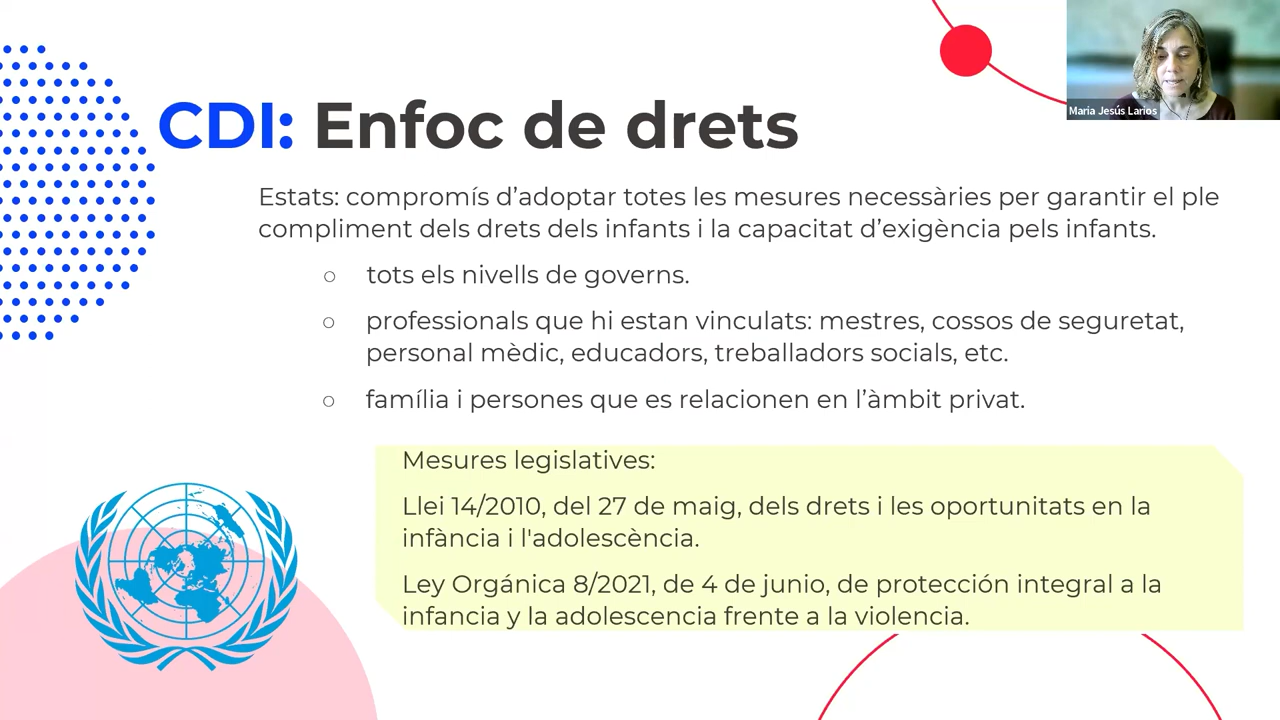 Maria Jesús Larios
CDI: Enfoc de drets
Estats: compromís d’adoptar totes les mesures necessàries per garantir el ple
compliment dels drets dels infants i la capacitat d’exigència pels infants.
○ tots els nivells de governs.
○ professionals que hi estan vinculats: mestres, cossos de seguretat,
personal mèdic, educadors, treballadors socials, etc.
○ família i persones que es relacionen en l’àmbit privat.
Mesures legislatives:
Llei 14/2010, del 27 de maig, dels drets i les oportunitats en la
infància i l'adolescència.
Ley Orgánica 8/2021, de 4 de junio, de protección integral a la
infancia y la adolescencia frente a la violencia.